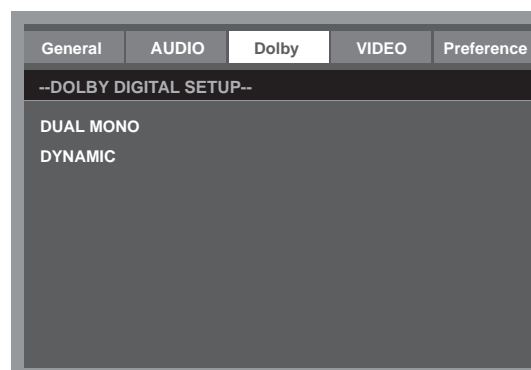 General AUDIO Dolby VIDEO Preference
--DOLBY DIGITAL SETUP--
DUAL MONO
DYNAMIC